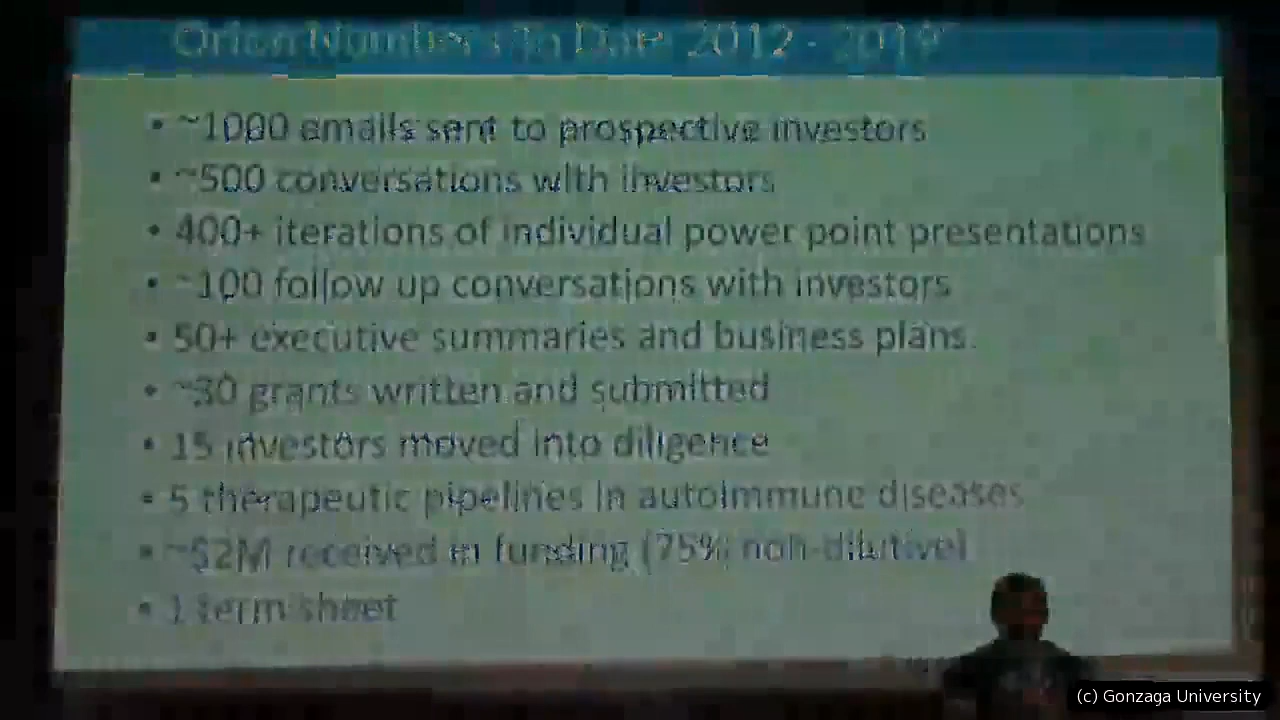 Orion Numbers To Date 2012 - 2019
• ~1000 emails sent to prospective investors
• ~500 conversations with investors
• 400+ iterations of individual power point presentations
• ~100 follow up conversations with investors
• 50+ executive summaries and business plans.
• ~30 grants written and submitted
• 15 investors moved into diligence
• 5 therapeutic pipelines in autoimmune diseases
• ~$2M received in funding (75% non-dilutive)
• 1 term sheet
(c) Gonzaga University